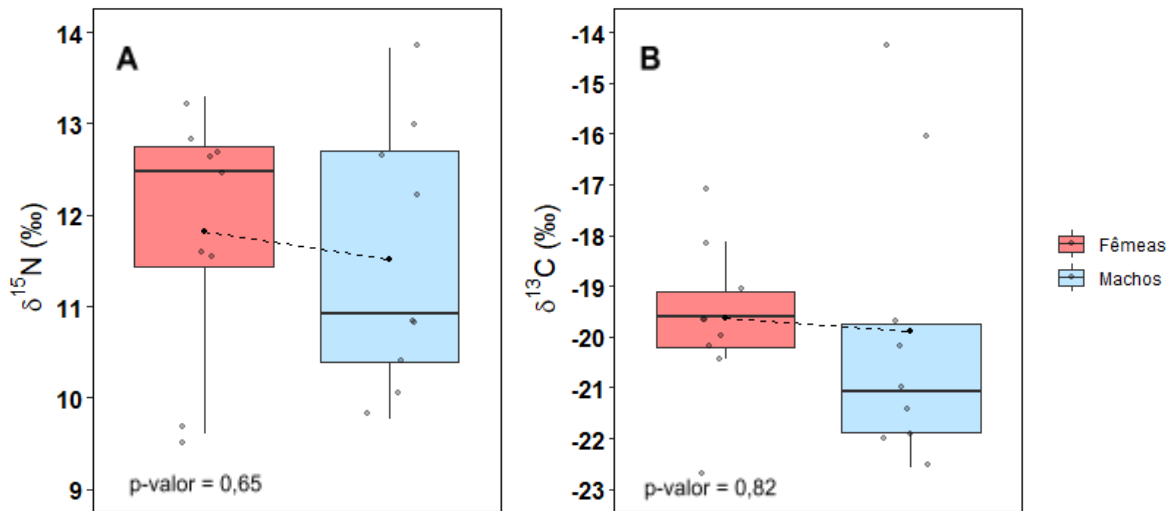 A
δ15N (‰)
14
13
12
11
10
9
p-valor = 0,65
B
δ13C (‰)
-14
-15
-16
-17
-18
-19
-20
-21
-22
-23
p-valor = 0,82
Fêmeas
Machos